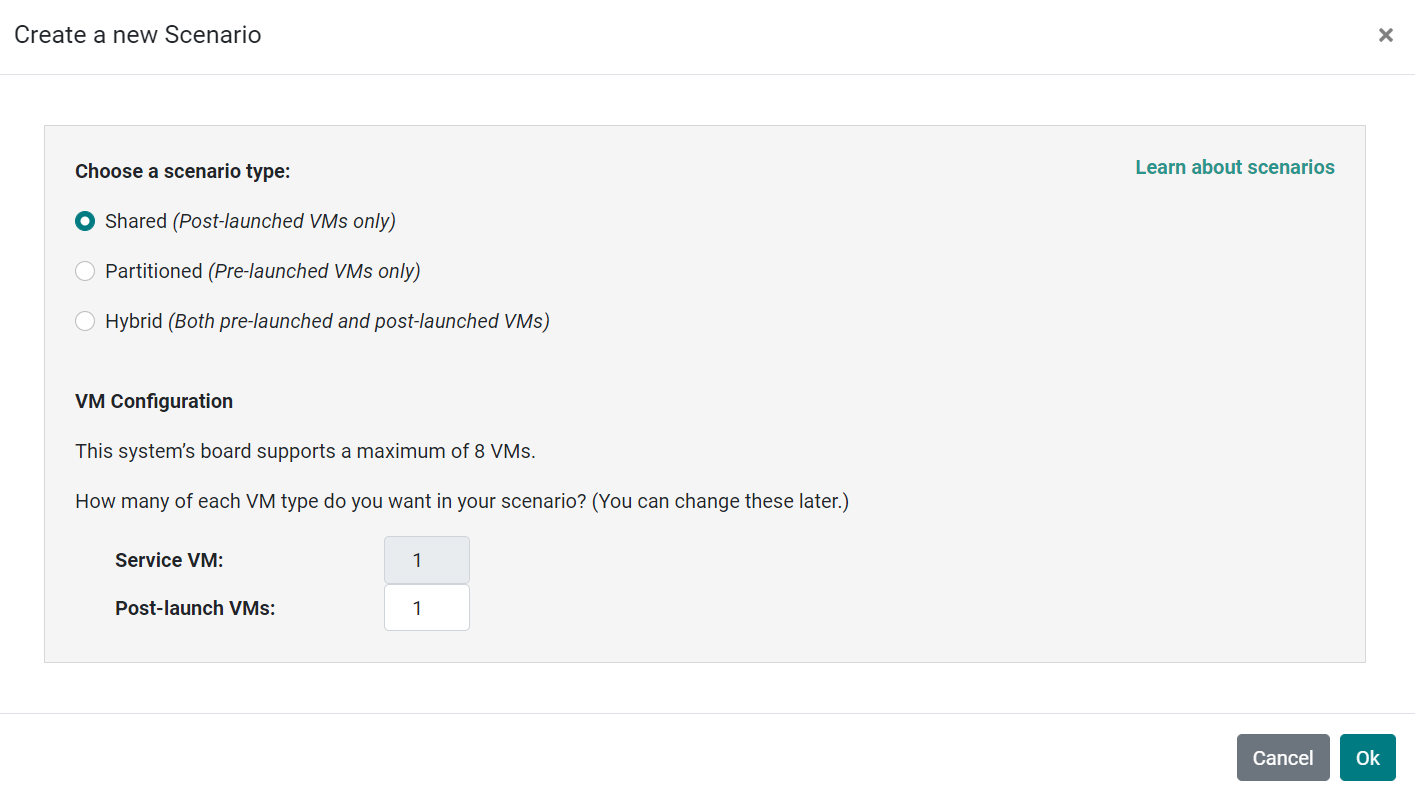 Create a new Scenario
×
Choose a scenario type:
Learn about scenarios
Shared (Post-launched VMs only)
Partitioned (Pre-launched VMs only)
Hybrid (Both pre-launched and post-launched VMs)
VM Configuration
This system’s board supports a maximum of 8 VMs.
How many of each VM type do you want in your scenario? (You can change these later.)
Service VM: 1
Post-launch VMs: 1
Cancel Ok